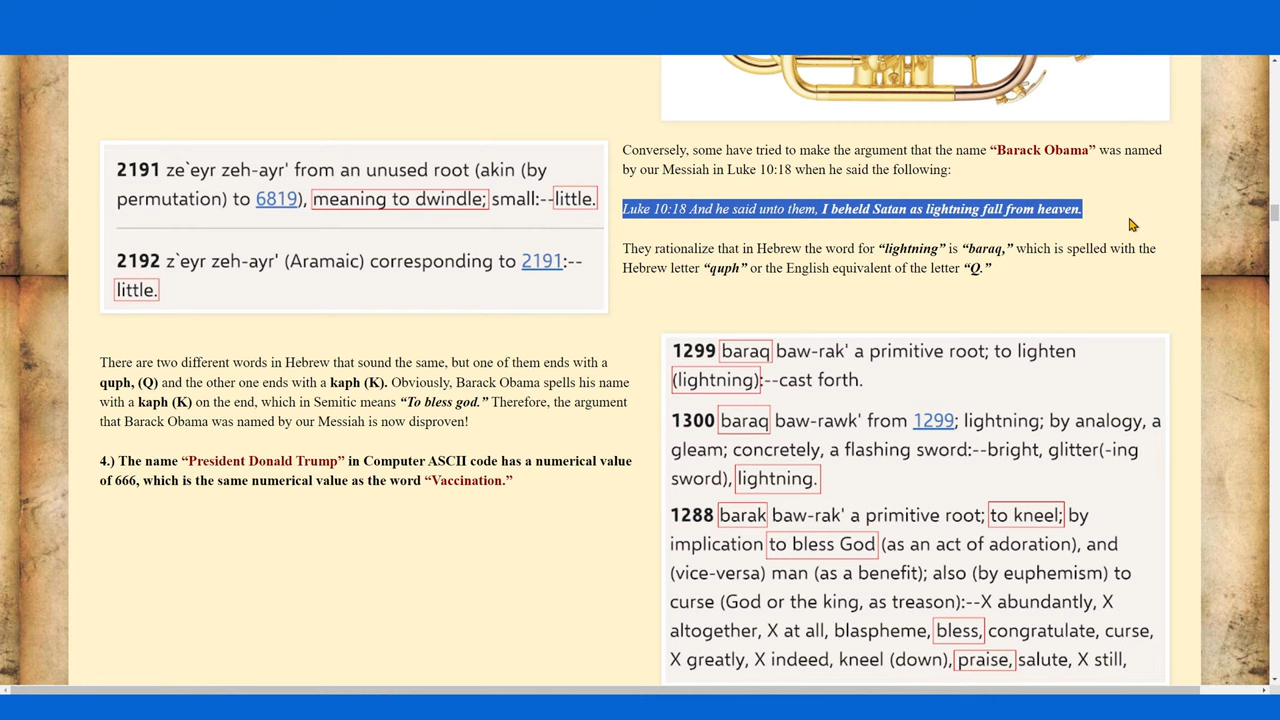 2191 ze`eyr zeh-ayr' from an unused root (akin (by
permutation) to 6819), meaning to dwindle; small:--little.
2192 z`eyr zeh-ayr' (Aramaic) corresponding to 2191:--
little.
Conversely, some have tried to make the argument that the name “Barack Obama” was named
by our Messiah in Luke 10:18 when he said the following:
Luke 10:18 And he said unto them, I beheld Satan as lightning fall from heaven.
They rationalize that in Hebrew the word for “lightning” is “baraq,” which is spelled with the
Hebrew letter “quph” or the English equivalent of the letter “Q.”
There are two different words in Hebrew that sound the same, but one of them ends with a
quph, (Q) and the other one ends with a kaph (K). Obviously, Barack Obama spells his name
with a kaph (K) on the end, which in Semitic means “To bless god.” Therefore, the argument
that Barack Obama was named by our Messiah is now disproven!
4.) The name “President Donald Trump” in Computer ASCII code has a numerical value
of 666, which is the same numerical value as the word “Vaccination.”
1299 baraq baw-rak' a primitive root; to lighten
(lightning):--cast forth.
1300 baraq baw-rawk' from 1299; lightning; by analogy, a
gleam; concretely, a flashing sword:--bright, glitter(-ing
sword), lightning.
1288 barak baw-rak' a primitive root; to kneel; by
implication to bless God (as an act of adoration), and
(vice-versa) man (as a benefit); also (by euphemism) to
curse (God or the king, as treason):--X abundantly, X
altogether, X at all, blaspheme, bless, congratulate, curse,
X greatly, X indeed, kneel (down), praise, salute, X still,